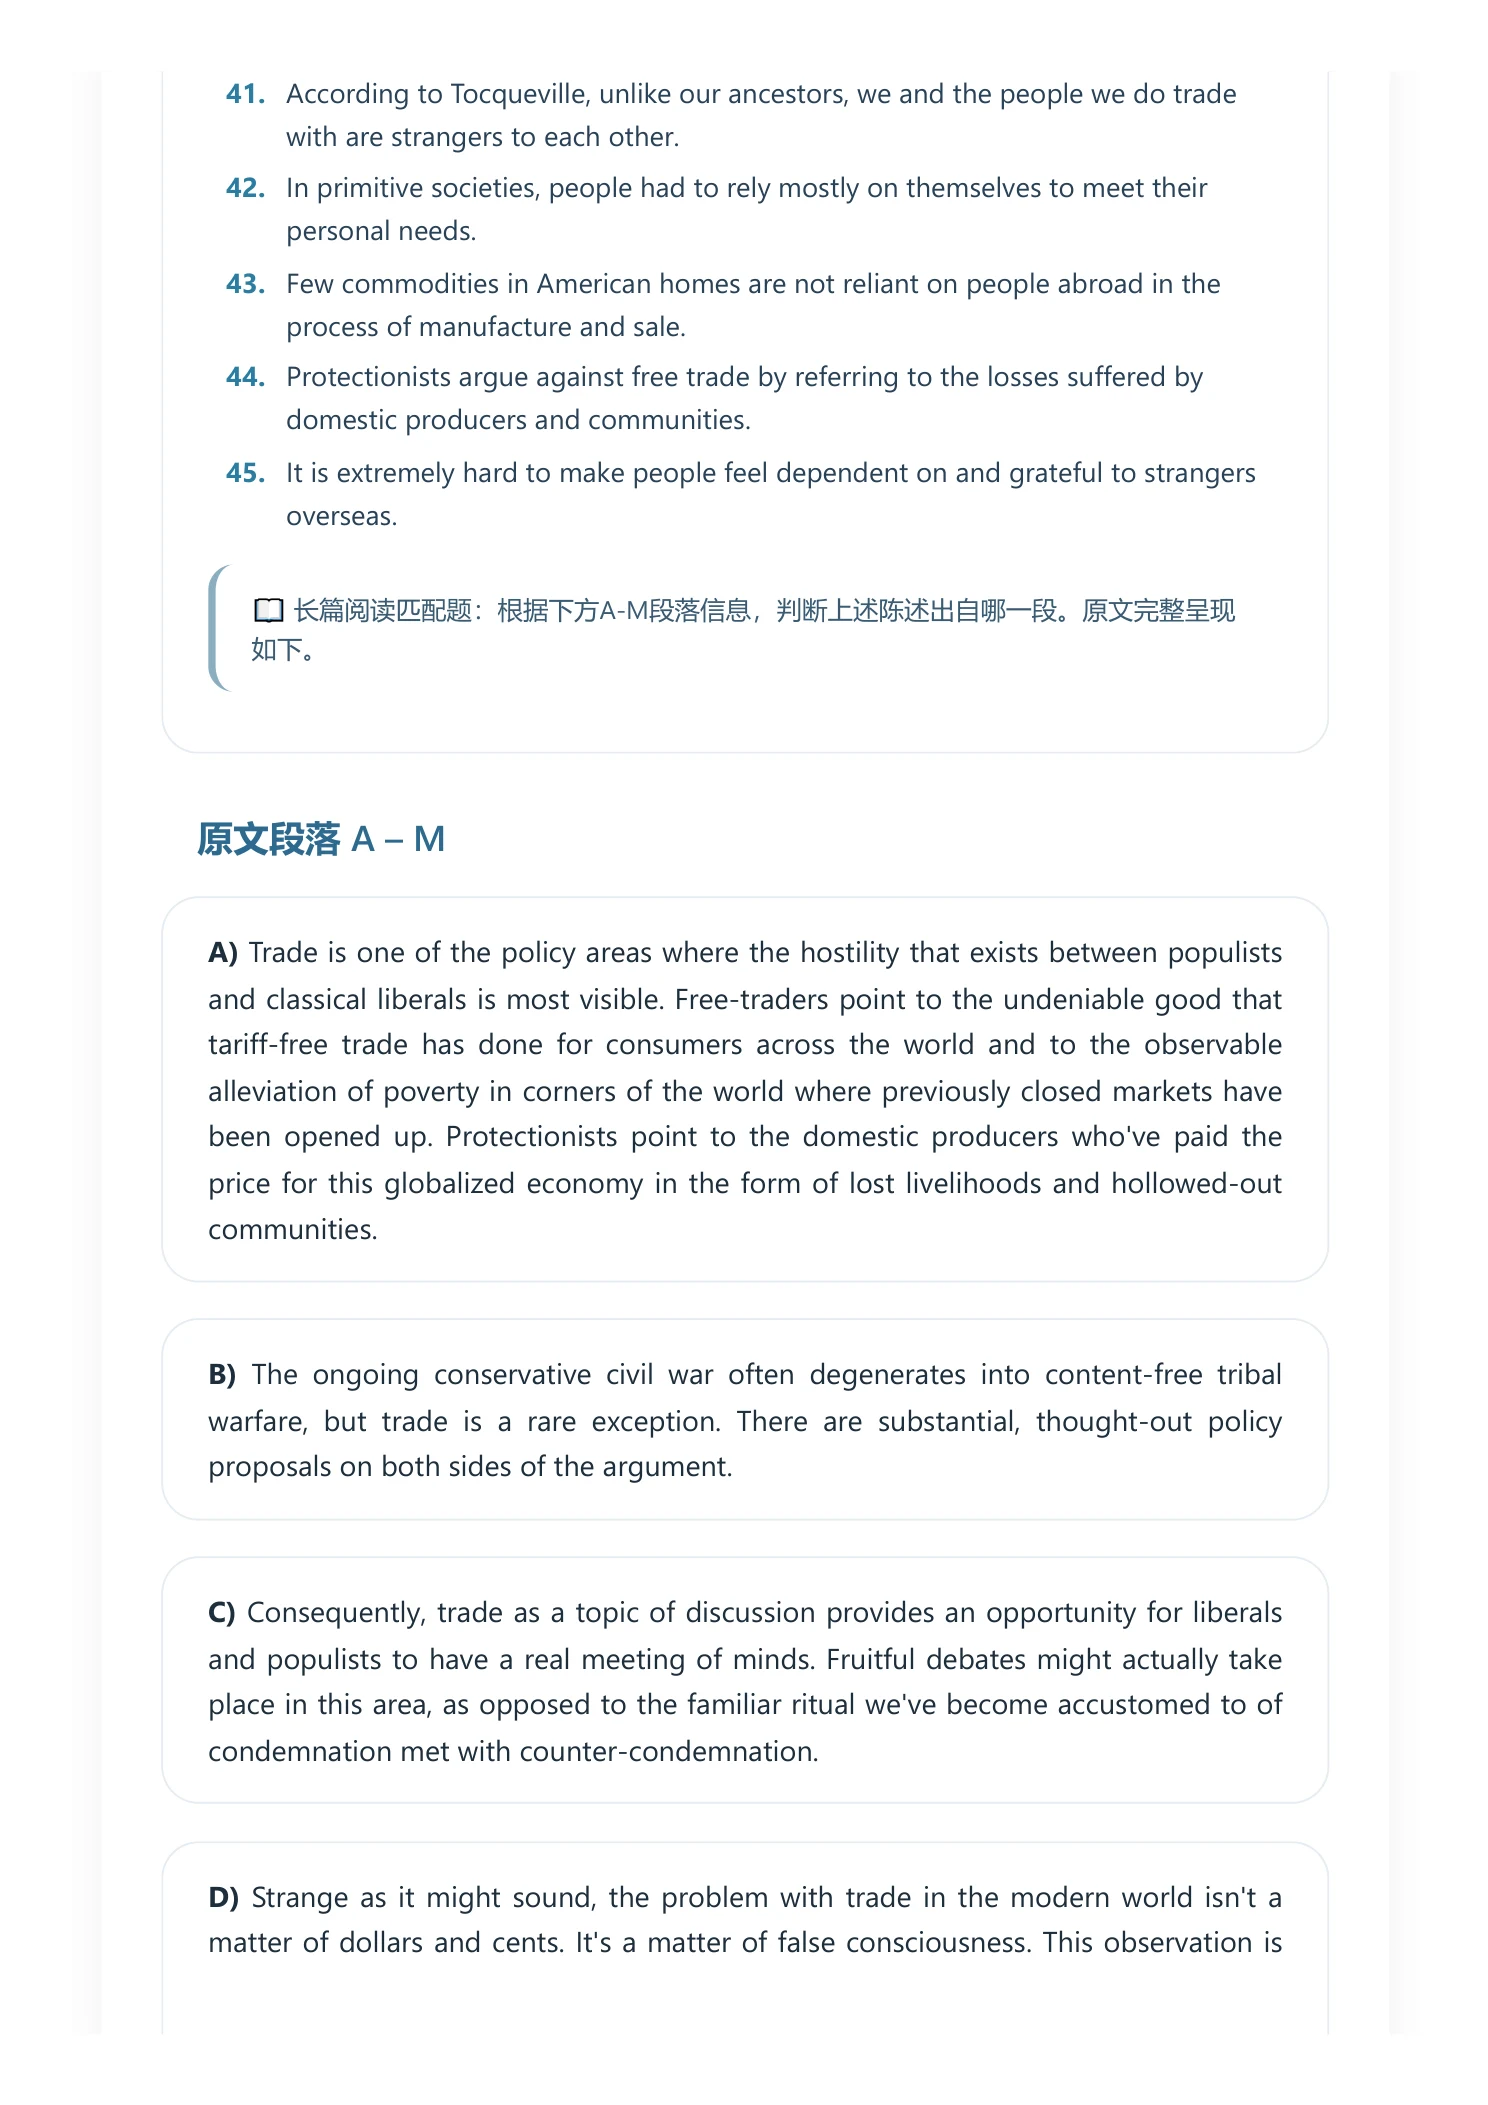 41. According to Tocqueville, unlike our ancestors, we and the people we do trade
with are strangers to each other.
42. In primitive societies, people had to rely mostly on themselves to meet their
personal needs.
43. Few commodities in American homes are not reliant on people abroad in the
process of manufacture and sale.
44. Protectionists argue against free trade by referring to the losses suffered by
domestic producers and communities.
45. It is extremely hard to make people feel dependent on and grateful to strangers
overseas.
📖 长篇阅读匹配题：根据下方A-M段落信息，判断上述陈述出自哪一段。原文完整呈现
如下。
原文段落 A – M
A) Trade is one of the policy areas where the hostility that exists between populists
and classical liberals is most visible. Free-traders point to the undeniable good that
tariff-free trade has done for consumers across the world and to the observable
alleviation of poverty in corners of the world where previously closed markets have
been opened up. Protectionists point to the domestic producers who've paid the
price for this globalized economy in the form of lost livelihoods and hollowed-out
communities.
B) The ongoing conservative civil war often degenerates into content-free tribal
warfare, but trade is a rare exception. There are substantial, thought-out policy
proposals on both sides of the argument.
C) Consequently, trade as a topic of discussion provides an opportunity for liberals
and populists to have a real meeting of minds. Fruitful debates might actually take
place in this area, as opposed to the familiar ritual we've become accustomed to of
condemnation met with counter-condemnation.
D) Strange as it might sound, the problem with trade in the modern world isn't a
matter of dollars and cents. It's a matter of false consciousness. This observation is